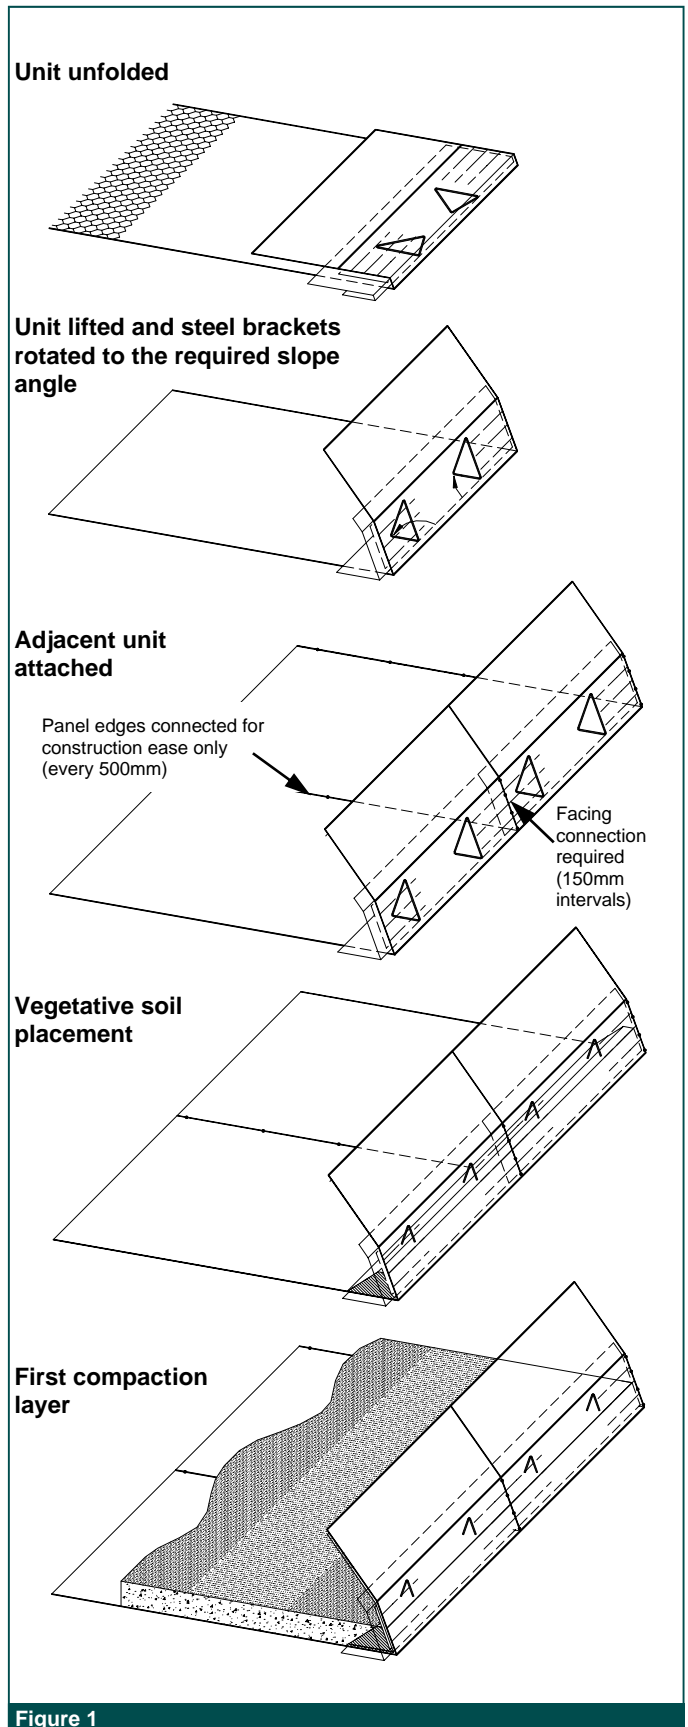 Unit unfolded
Unit lifted and steel brackets
rotated to the required slope
angle
Adjacent unit
attached
Panel edges connected for
construction ease only
(every 500mm)
Facing
connection
required
(150mm
intervals)
Vegetative soil
placement
First compaction
layer
Figure 1